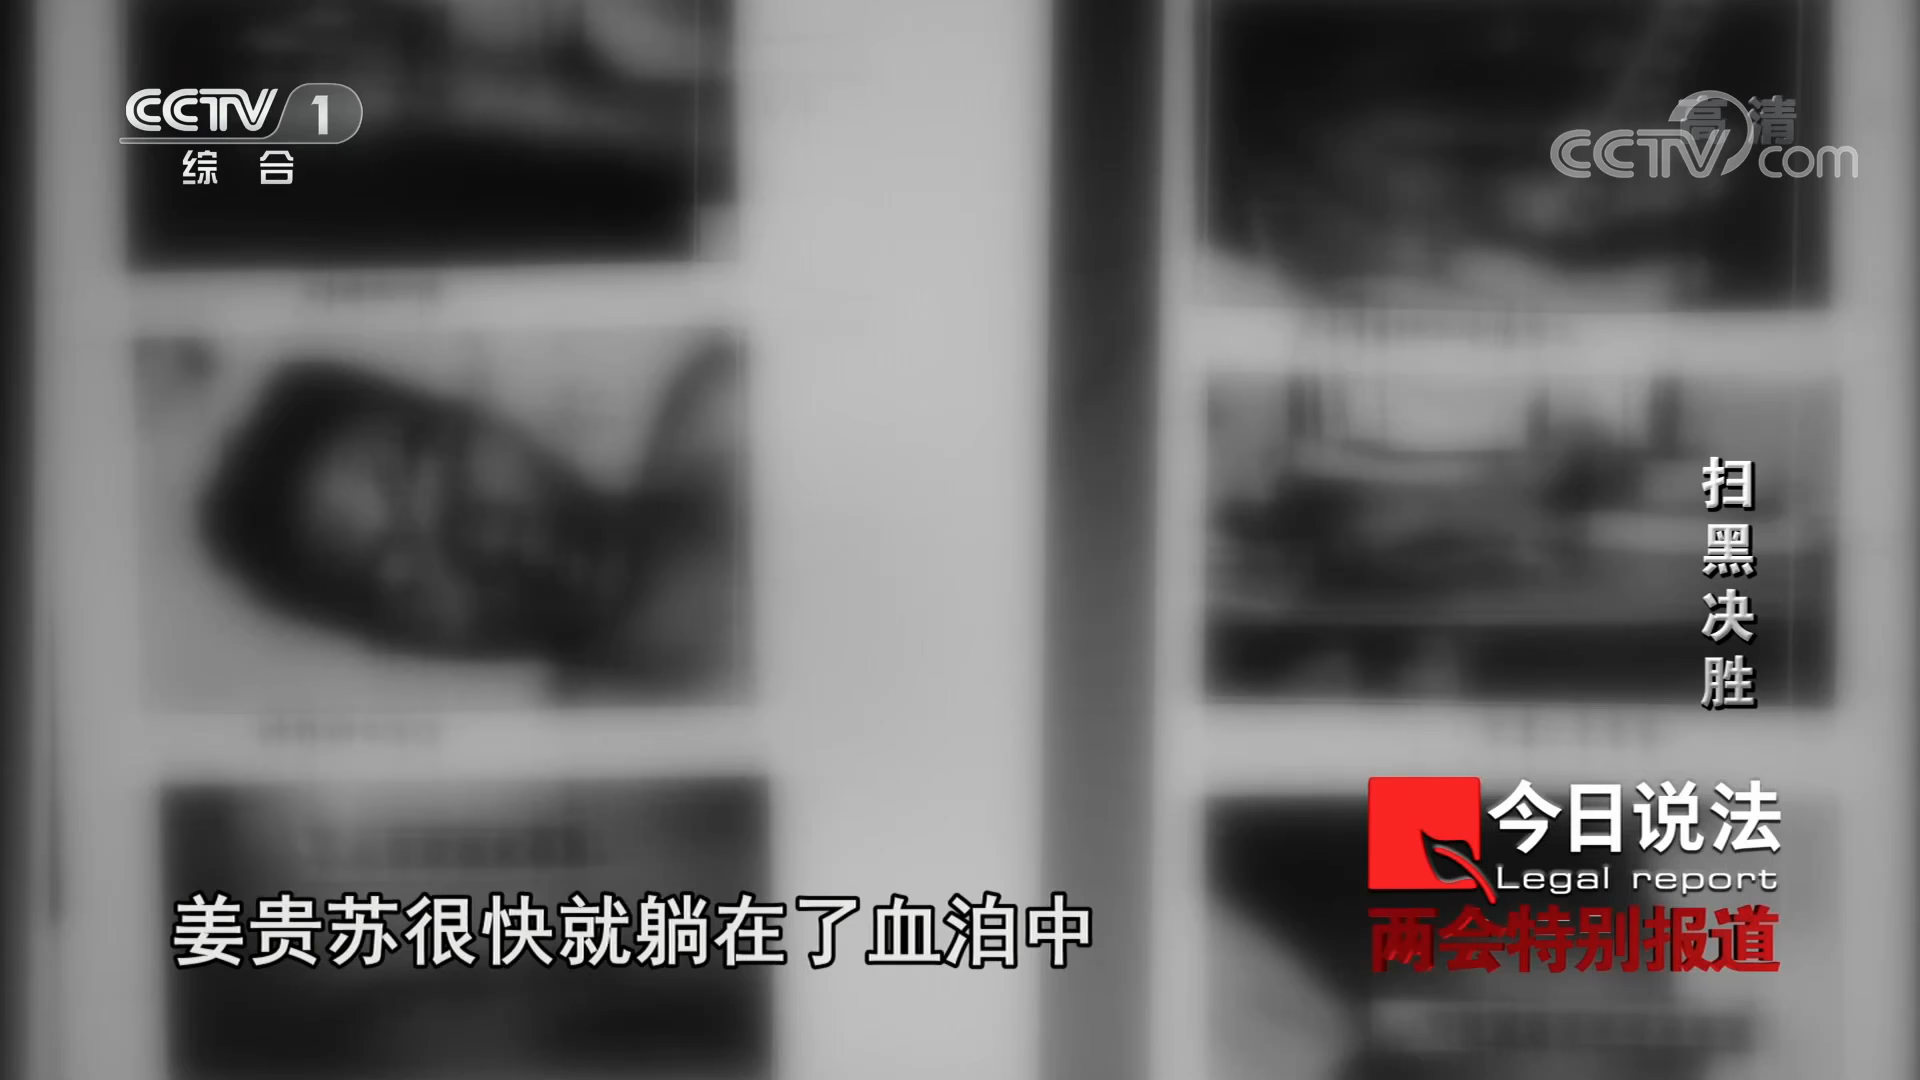 CCTV 1
综合
高清
CCTV com
扫黑决胜
今日说法
Legal report
两会特别报道
姜贵苏很快就躺在了血泊中